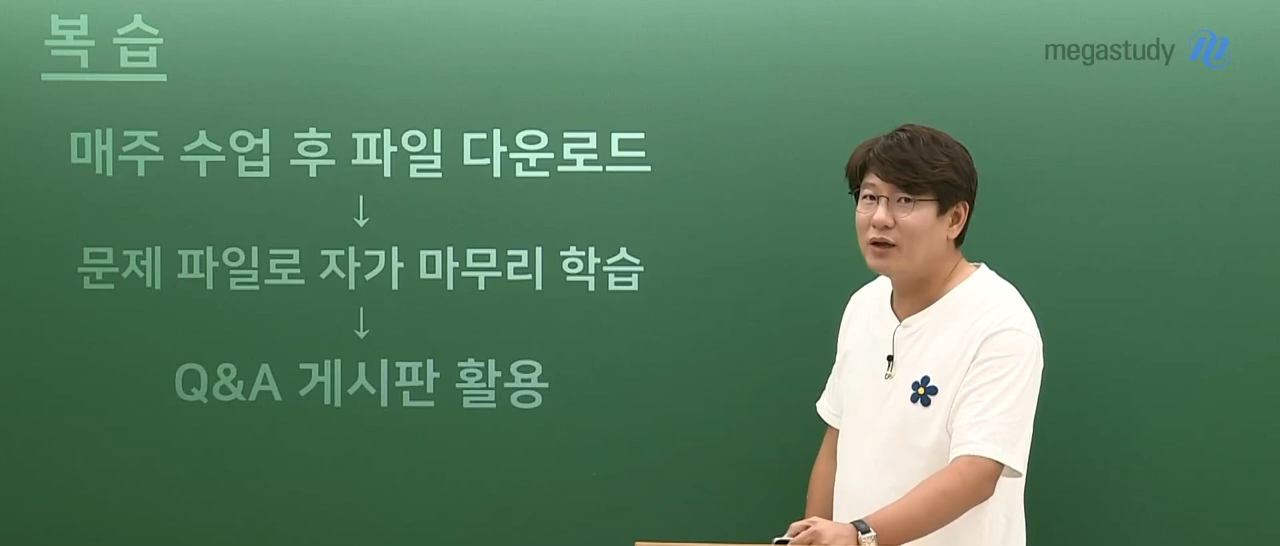 복습
megastudy
매주 수업 후 파일 다운로드
↓
문제 파일로 자가 마무리 학습
↓
Q&A 게시판 활용